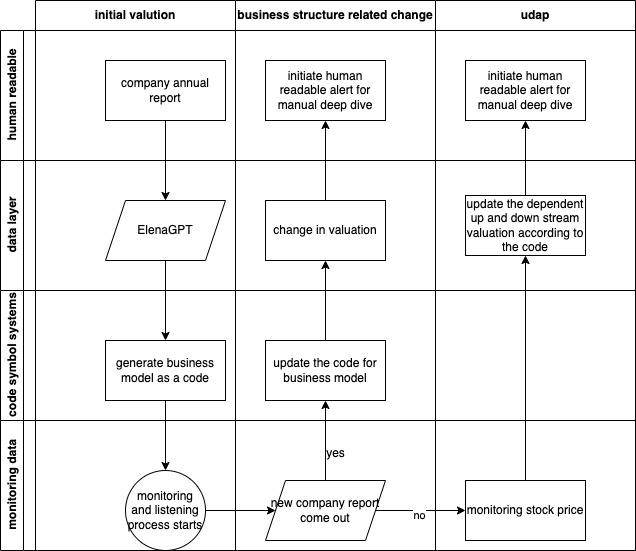 initial valution
business structure related change
udap
human readable
company annual
report
initiate human
readable alert for
manual deep dive
initiate human
readable alert for
manual deep dive
data layer
ElenaGPT
change in valuation
update the dependent
up and down stream
valuation according to
the code
code symbol systems
generate business
model as a code
update the code for
business model
monitoring data
monitoring
and listening
process starts
yes
new company report
come out
no
monitoring stock price